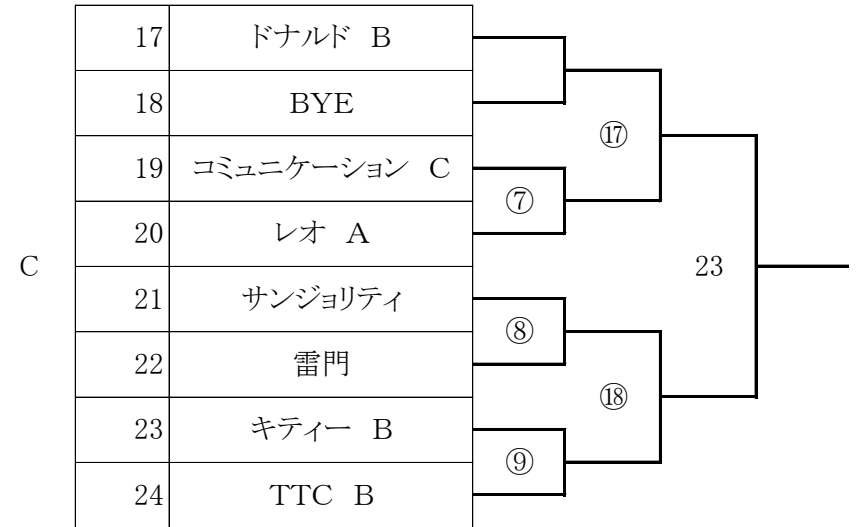 17 ドナルド B
18 BYE
⑰
19 コミュニケーション C
⑦
20 レオ A
C
23
21 サンジョリティ
⑧
22 雷門
⑱
23 キティー B
⑨
24 TTC B